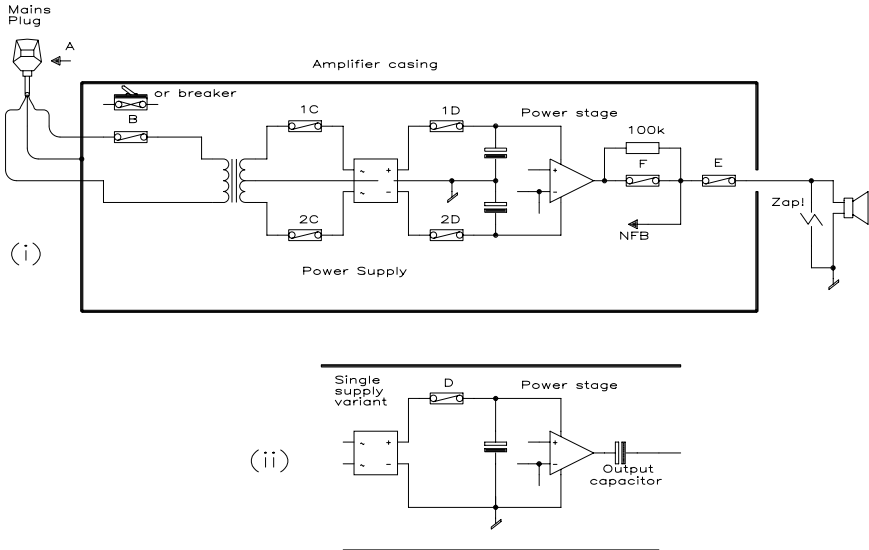 Mains
Plug
A
Amplifier casing
or breaker
B
1C
1D
Power stage
100k
F
E
~
+
~
−
−
+
−
Zap!
2C
2D
NFB
(i)
Power Supply
Single
supply
variant
D
Power stage
~
+
~
−
+
−
(ii)
Output
capacitor